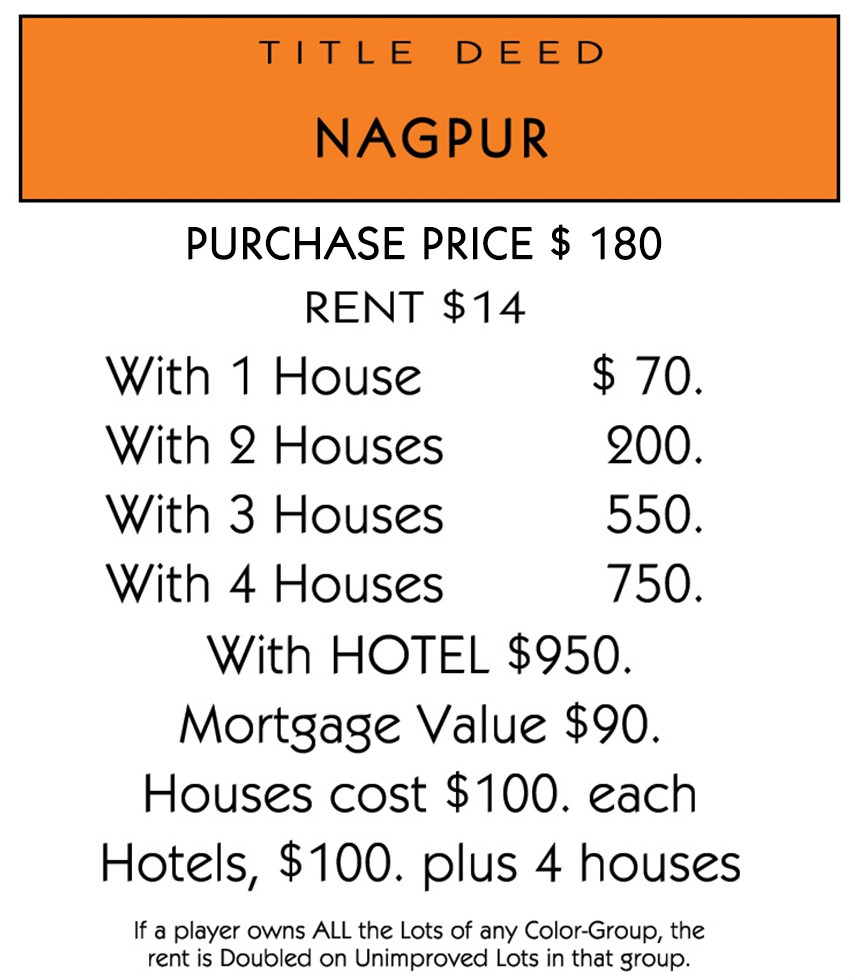 TITLE DEED
NAGPUR
PURCHASE PRICE $ 180
RENT $14
With 1 House $ 70.
With 2 Houses 200.
With 3 Houses 550.
With 4 Houses 750.
With HOTEL $950.
Mortgage Value $90.
Houses cost $100. each
Hotels, $100. plus 4 houses
If a player owns ALL the Lots of any Color-Group, the
rent is Doubled on Unimproved Lots in that group.